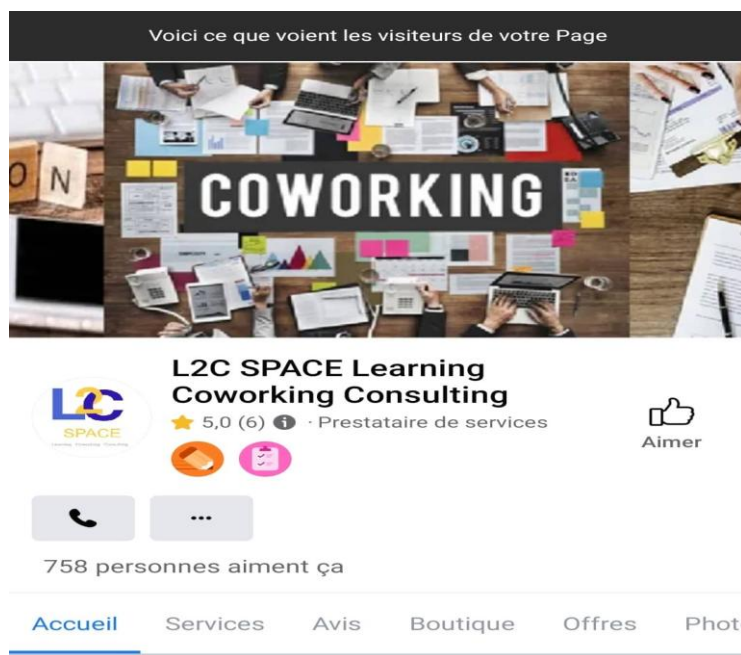 Voici ce que voient les visiteurs de votre Page
O N
COWORKING
L2C SPACE Learning
Coworking Consulting
5,0 (6) · Prestataire de services
L2C
SPACE
Aimer
...
758 personnes aiment ça
Accueil Services Avis Boutique Offres Phot